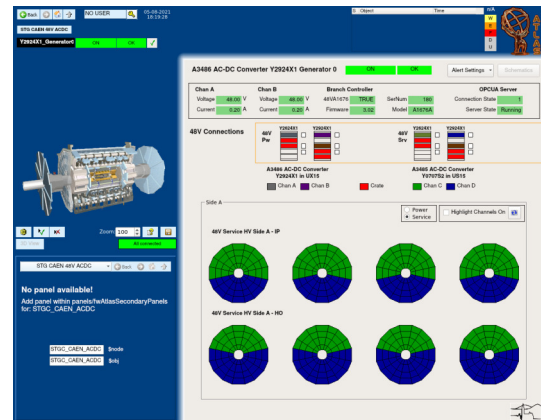 Back
NO USER
05-08-2021
18:19:28
S Object Time
n/A
W
E
F
D
U
ATLAS
STG CAEN 48V ACDC
Y2924X1_Generator0 ON OK
A3486 AC-DC Converter Y2924X1 Generator 0 ON OK Alert Settings Schematics
Chan A Chan B Branch Controller OPCUA Server
Voltage 48.00 V Voltage 48.00 V 48VA1676 TRUE SerNum 180 Connection State 1
Current 0.20 A Current 0.20 A Firmware 3.02 Model A1676A Server State Running
48V Connections
48V Pw Y2924X1 Y2924X1 48V Srv Y2924X1 Y2924X1
A3486 AC-DC Converter A3485 AC-DC Converter
Y2924X1 in UX15 Y0707S2 in US15
Chan A Chan B Crate Chan C Chan D
Side A
Power
Service
Highlight Channels On
48V Service HV Side A - IP
48V Service HV Side A - HO
Zoom: 100
3D View All connected
STG CAEN 48V ACDC Back
No panel available!
Add panel within panels/fwAtlasSecondaryPanels
for: STGC_CAEN_ACDC
STGC_CAEN_ACDC $node
STGC_CAEN_ACDC $obj